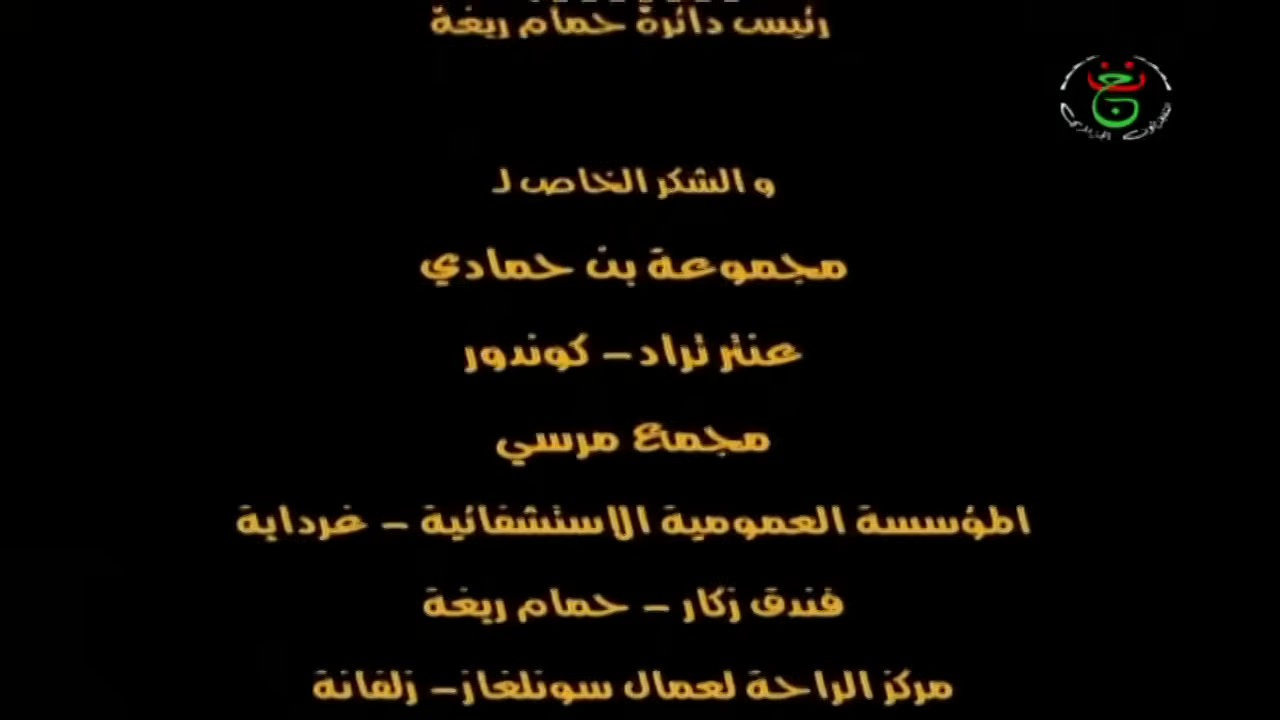 رئيس دائرة حمام ريغة
و الشكر الخاص لـ
مجموعة بن حمادي
عنتر تراد – كوندور
مجمع مرسي
المؤسسة العمومية الاستشفائية – غرداية
فندق زكار – حمام ريغة
مركز الراحة لعمال سونلغاز– زلفانة